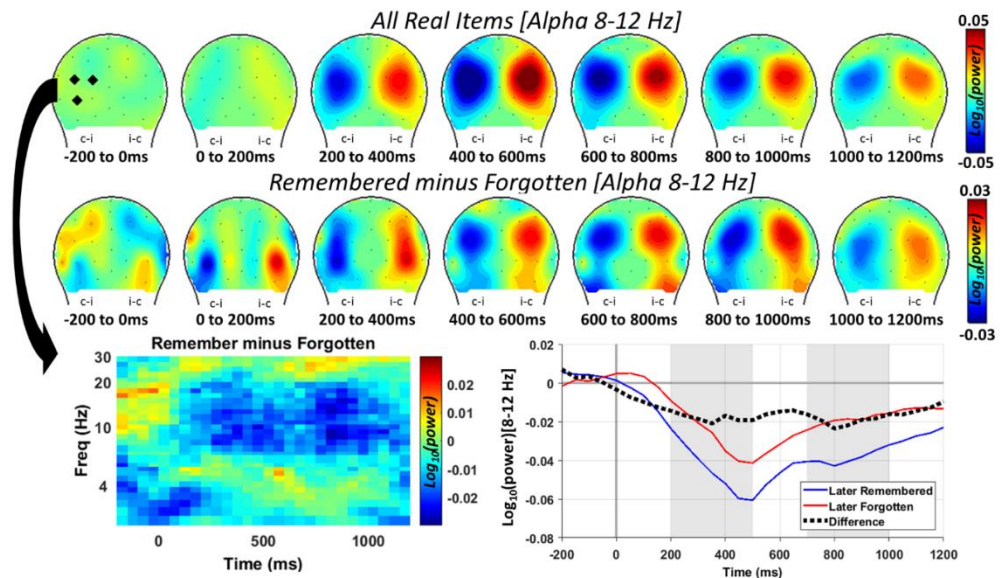 All Real Items [Alpha 8-12 Hz]
0.05
Log10(power)
-0.05
c-i i-c c-i i-c c-i i-c c-i i-c c-i i-c c-i i-c c-i i-c
-200 to 0ms 0 to 200ms 200 to 400ms 400 to 600ms 600 to 800ms 800 to 1000ms 1000 to 1200ms
Remembered minus Forgotten [Alpha 8-12 Hz]
0.03
Log10(power)
-0.03
c-i i-c c-i i-c c-i i-c c-i i-c c-i i-c c-i i-c c-i i-c
-200 to 0ms 0 to 200ms 200 to 400ms 400 to 600ms 600 to 800ms 800 to 1000ms 1000 to 1200ms
Remember minus Forgotten
Freq (Hz)
30
20
10
4
0 500 1000
Time (ms)
Log10(power)
0.02
0.01
0
-0.01
-0.02
Log10(power)[8-12 Hz]
0.02
0
-0.02
-0.04
-0.06
-0.08
Later Remembered
Later Forgotten
Difference
-200 0 200 400 600 800 1000 1200
Time (ms)